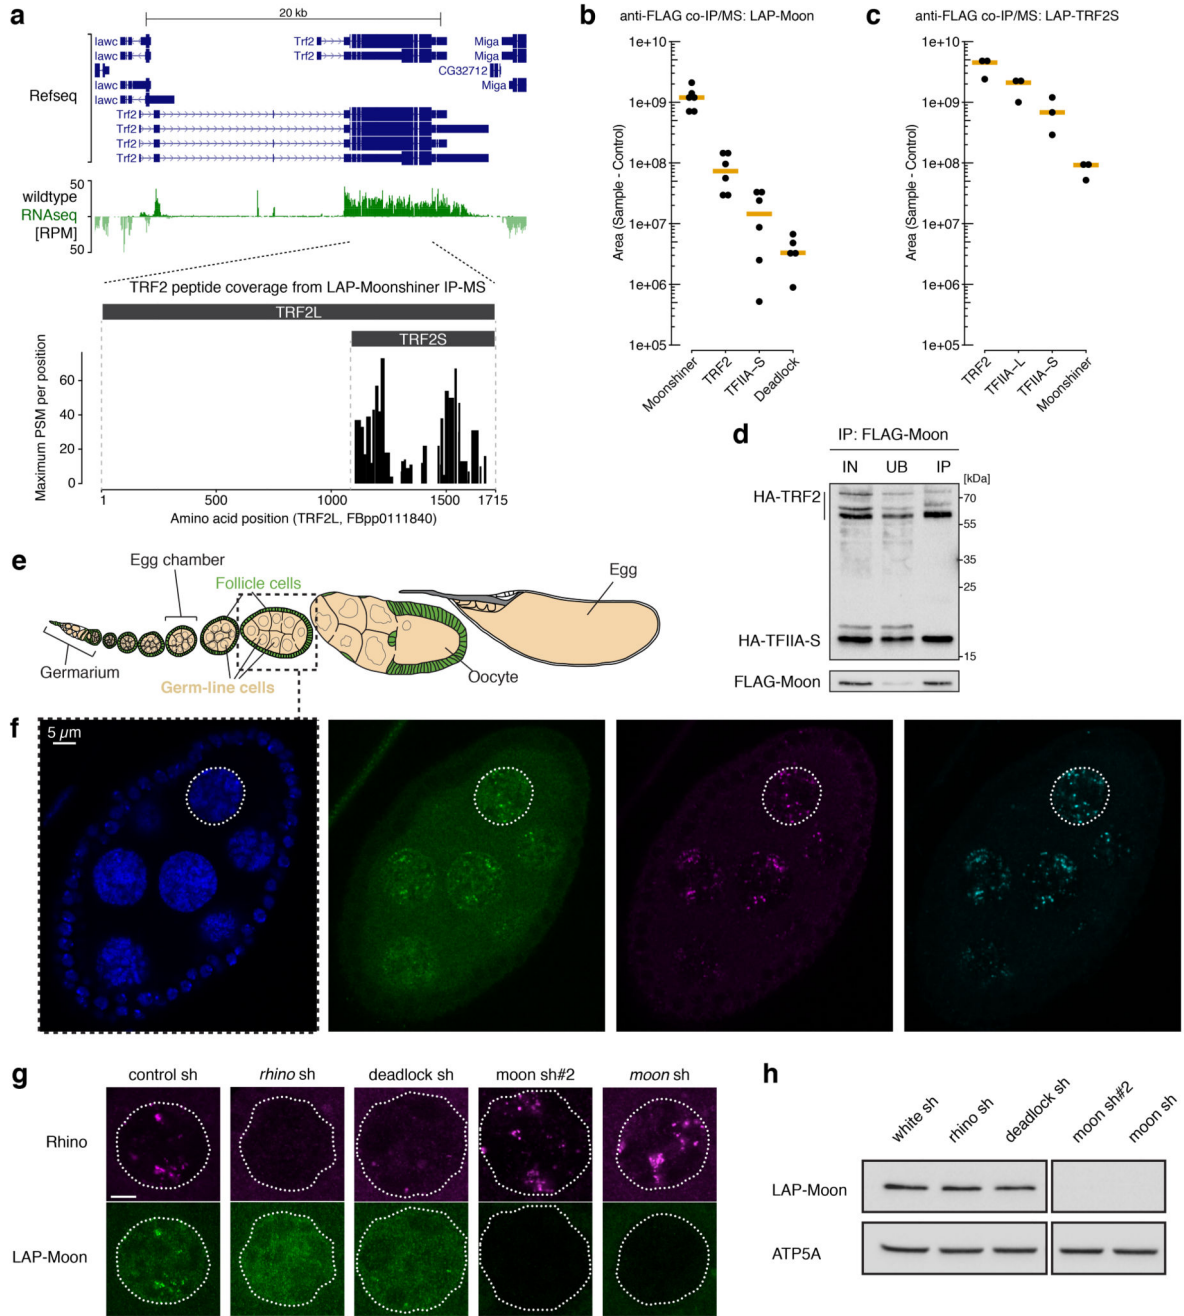 a
20 kb
lawc
Trf2
Miga
lawc
Trf2
Miga
CG32712
lawc
Miga
lawc
Trf2
Trf2
Trf2
Trf2
Refseq
50
wildtype
RNAseq
[RPM]
50
TRF2 peptide coverage from LAP-Moonshiner IP-MS
TRF2L
TRF2S
Maximum PSM per position
60
40
20
0
1
500
1000
1500
1715
Amino acid position (TRF2L, FBpp0111840)
b
anti-FLAG co-IP/MS: LAP-Moon
Area (Sample - Control)
1e+10
1e+09
1e+08
1e+07
1e+06
1e+05
Moonshiner
TRF2
TFIIA-S
Deadlock
c
anti-FLAG co-IP/MS: LAP-TRF2S
Area (Sample - Control)
1e+10
1e+09
1e+08
1e+07
1e+06
1e+05
TRF2
TFIIA-L
TFIIA-S
Moonshiner
d
IP: FLAG-Moon
IN UB IP
[kDa]
HA-TRF2
70
55
35
25
HA-TFIIA-S
15
FLAG-Moon
e
Egg chamber
Follicle cells
Egg
Germarium
Germ-line cells
Oocyte
f
5 µm
g
control sh
rhino sh
deadlock sh
moon sh#2
moon sh
Rhino
LAP-Moon
h
white sh
rhino sh
deadlock sh
moon sh#2
moon sh
LAP-Moon
ATP5A